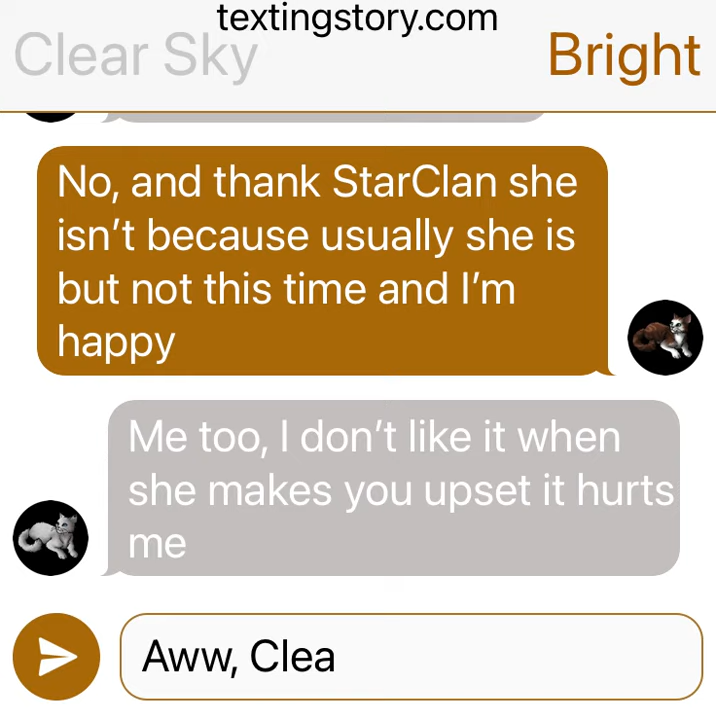 textingstory.com
Clear Sky
Bright
No, and thank StarClan she
isn’t because usually she is
but not this time and I’m
happy
Me too, I don’t like it when
she makes you upset it hurts
me
Aww, Clea